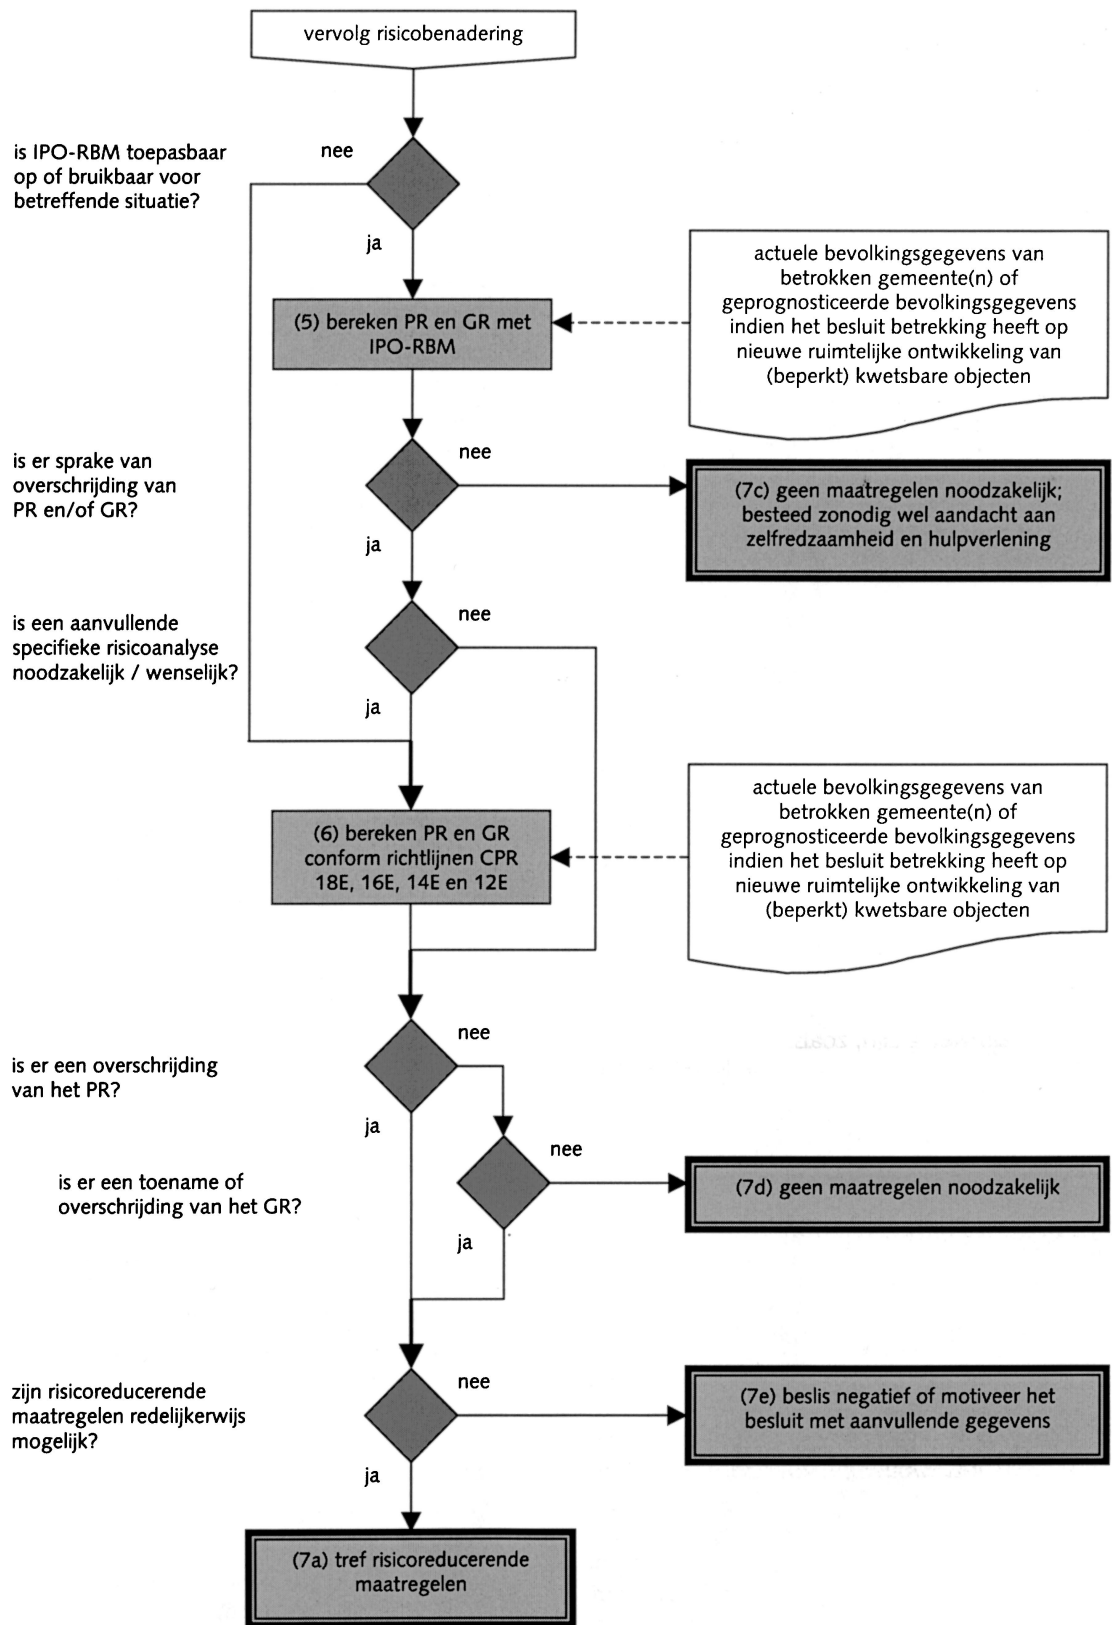 vervolg risicobenadering
is IPO-RBM toepasbaar
op of bruikbaar voor
betreffende situatie?
nee
ja
actuele bevolkingsgegevens van
betrokken gemeente(n) of
geprognosticeerde bevolkingsgegevens
indien het besluit betrekking heeft op
nieuwe ruimtelijke ontwikkeling van
(beperkt) kwetsbare objecten
(5) bereken PR en GR met
IPO-RBM
is er sprake van
overschrijding van
PR en/of GR?
nee
ja
(7c) geen maatregelen noodzakelijk;
besteed zonodig wel aandacht aan
zelfredzaamheid en hulpverlening
is een aanvullende
specifieke risicoanalyse
noodzakelijk / wenselijk?
nee
ja
actuele bevolkingsgegevens van
betrokken gemeente(n) of
geprognosticeerde bevolkingsgegevens
indien het besluit betrekking heeft op
nieuwe ruimtelijke ontwikkeling van
(beperkt) kwetsbare objecten
(6) bereken PR en GR
conform richtlijnen CPR
18E, 16E, 14E en 12E
is er een overschrijding
van het PR?
nee
ja
is er een toename of
overschrijding van het GR?
nee
ja
(7d) geen maatregelen noodzakelijk
zijn risicoreducerende
maatregelen redelijkerwijs
mogelijk?
nee
ja
(7e) beslis negatief of motiveer het
besluit met aanvullende gegevens
(7a) tref risicoreducerende
maatregelen